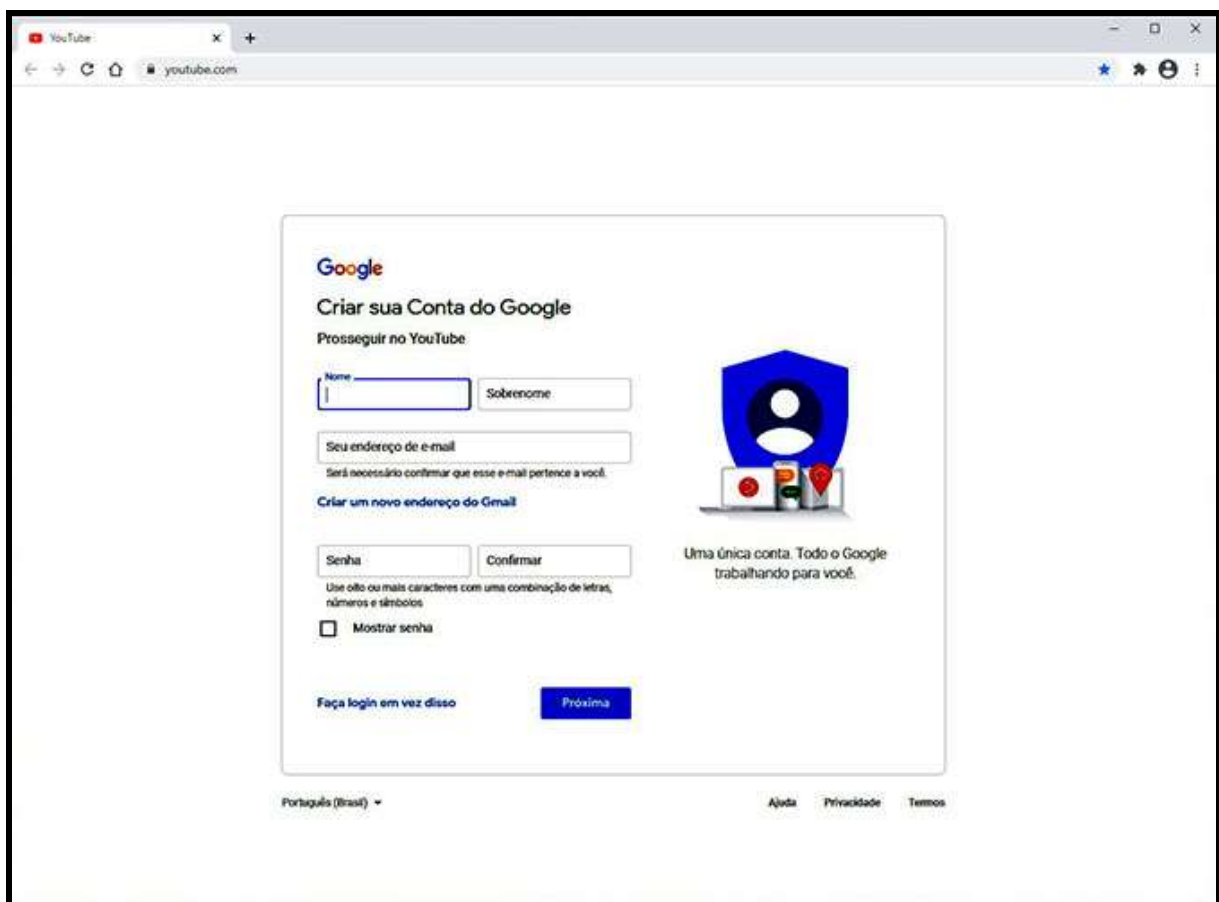 YouTube
youtube.com
Google
Criar sua Conta do Google
Prosseguir no YouTube
Nome
Sobrenome
Seu endereço de e-mail
Será necessário confirmar que esse e-mail pertence a você.
Criar um novo endereço do Gmail
Senha
Confirmar
Use oito ou mais caracteres com uma combinação de letras,
números e símbolos
Mostrar senha
Faça login em vez disso
Próxima
Uma única conta. Todo o Google
trabalhando para você.
Português (Brasil)
Ajuda
Privacidade
Termos